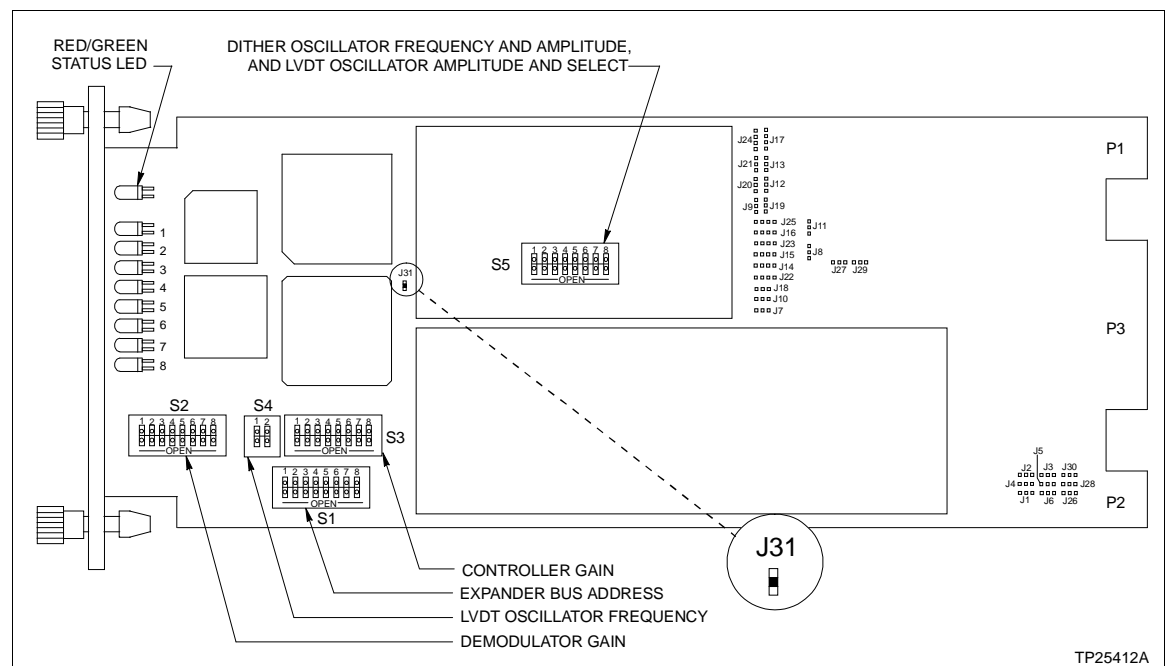 RED/GREEN
STATUS LED
DITHER OSCILLATOR FREQUENCY AND AMPLITUDE,
AND LVDT OSCILLATOR AMPLITUDE AND SELECT
1
2
3
4
5
6
7
8
J31
S5
1 2 3 4 5 6 7 8
OPEN
J24 J17
J21 J13
J20 J12
J9 J19
J25
J16
J23
J15
J14
J22
J18
J10
J7
J11
J8
J27 J29
P1
P3
P2
S2
1 2 3 4 5 6 7 8
OPEN
S4
1 2
1 2 3 4 5 6 7 8
OPEN
S3
1 2 3 4 5 6 7 8
OPEN
S1
J5
J2 J3 J30
J4 J28
J1 J6 J26
J31
CONTROLLER GAIN
EXPANDER BUS ADDRESS
LVDT OSCILLATOR FREQUENCY
DEMODULATOR GAIN
TP25412A